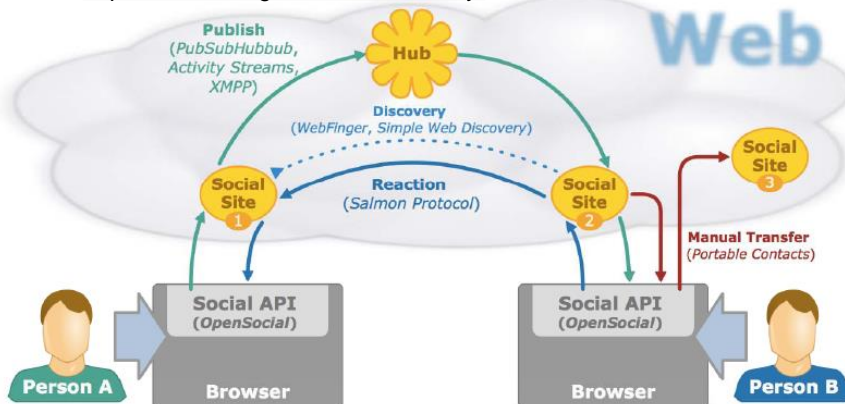 Web
Publish
(PubSubHubbub,
Activity Streams,
XMPP)
Hub
Discovery
(WebFinger, Simple Web Discovery)
Social
Site
1
Reaction
(Salmon Protocol)
Social
Site
2
Social
Site
3
Manual Transfer
(Portable Contacts)
Social API
(OpenSocial)
Browser
Person A
Social API
(OpenSocial)
Browser
Person B